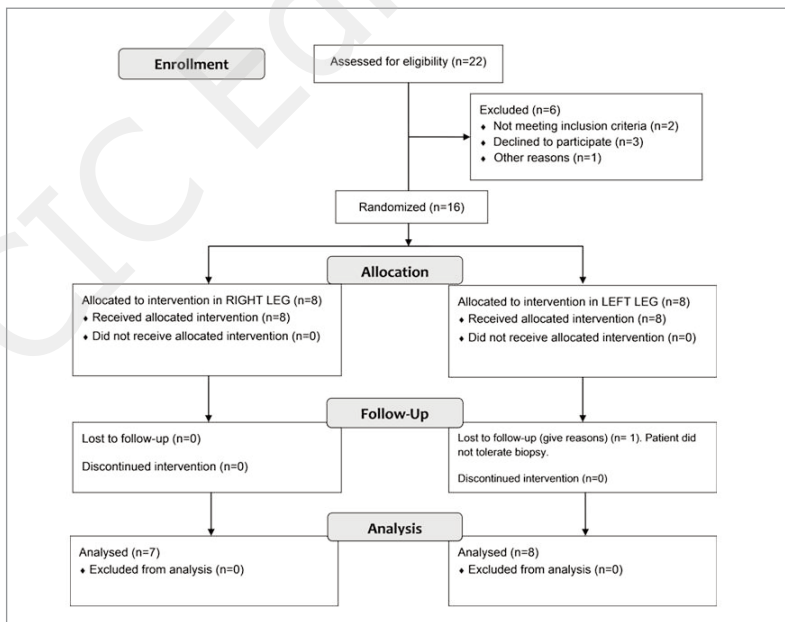 CIC Edi
Enrollment
Assessed for eligibility (n=22)
Excluded (n=6)
♦ Not meeting inclusion criteria (n=2)
♦ Declined to participate (n=3)
♦ Other reasons (n=1)
Randomized (n=16)
Allocation
Allocated to intervention in RIGHT LEG (n=8)
♦ Received allocated intervention (n=8)
♦ Did not receive allocated intervention (n=0)
Allocated to intervention in LEFT LEG (n=8)
♦ Received allocated intervention (n=8)
♦ Did not receive allocated intervention (n=0)
Follow-Up
Lost to follow-up (n=0)
Discontinued intervention (n=0)
Lost to follow-up (give reasons) (n= 1). Patient did
not tolerate biopsy.
Discontinued intervention (n=0)
Analysis
Analysed (n=7)
♦ Excluded from analysis (n=0)
Analysed (n=8)
♦ Excluded from analysis (n=0)